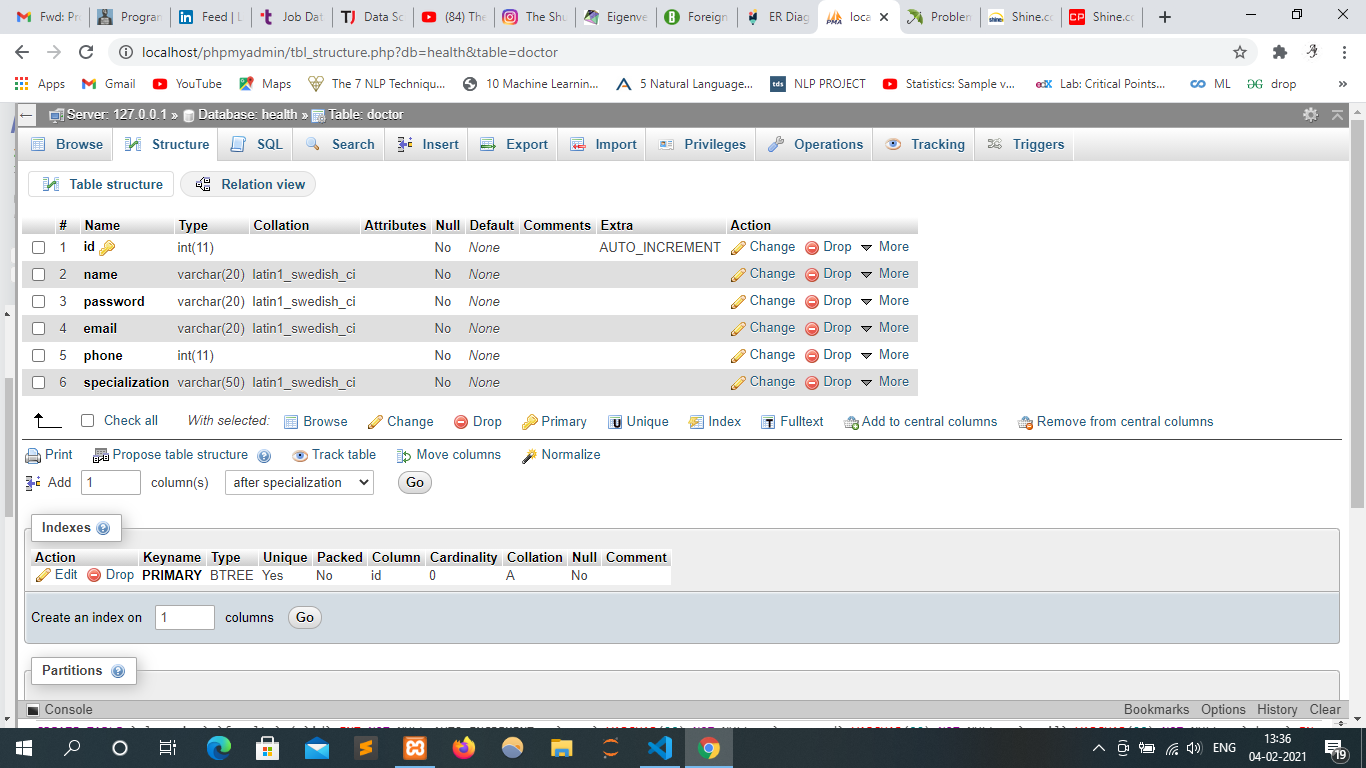 Fwd: Pr Program Feed | L Job Dat Data Sc (84) The The Shu Eigenve Foreign ER Diag loca Problen Shine.co Shine.co
localhost/phpmyadmin/tbl_structure.php?db=health&table=doctor
Apps Gmail YouTube Maps The 7 NLP Techniqu... 10 Machine Learnin... 5 Natural Language... NLP PROJECT Statistics: Sample v... Lab: Critical Points... ML drop »
Server: 127.0.0.1 » Database: health » Table: doctor
Browse Structure SQL Search Insert Export Import Privileges Operations Tracking Triggers
Table structure Relation view
# Name Type Collation Attributes Null Default Comments Extra Action
1 id int(11) No None AUTO_INCREMENT Change Drop More
2 name varchar(20) latin1_swedish_ci No None Change Drop More
3 password varchar(20) latin1_swedish_ci No None Change Drop More
4 email varchar(20) latin1_swedish_ci No None Change Drop More
5 phone int(11) No None Change Drop More
6 specialization varchar(50) latin1_swedish_ci No None Change Drop More
Check all With selected: Browse Change Drop Primary Unique Index Fulltext Add to central columns Remove from central columns
Print Propose table structure Track table Move columns Normalize
Add 1 column(s) after specialization Go
Indexes
Action Keyname Type Unique Packed Column Cardinality Collation Null Comment
Edit Drop PRIMARY BTREE Yes No id 0 A No
Create an index on 1 columns Go
Partitions
Console Bookmarks Options History Clear
ENG 13:36
04-02-2021 19